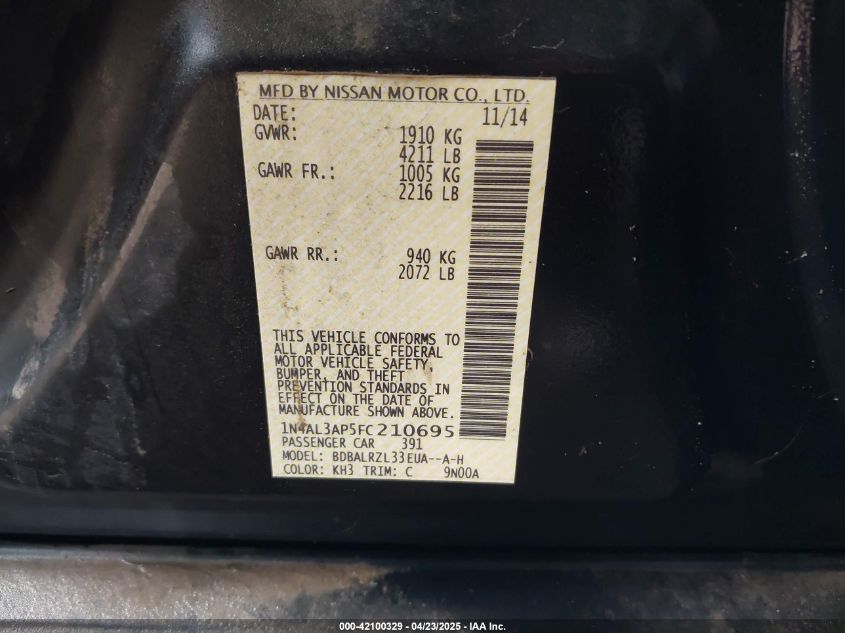 MFD BY NISSAN MOTOR CO., LTD.
DATE: 11/14
GVWR: 1910 KG
4211 LB
GAWR FR.: 1005 KG
2216 LB
GAWR RR.: 940 KG
2072 LB
THIS VEHICLE CONFORMS TO
ALL APPLICABLE FEDERAL
MOTOR VEHICLE SAFETY,
BUMPER, AND THEFT
PREVENTION STANDARDS IN
EFFECT ON THE DATE OF
MANUFACTURE SHOWN ABOVE.
1N4AL3AP5FC210695
PASSENGER CAR 391
MODEL: BDBALRZL33EUA--A-H
COLOR: KH3 TRIM: C 9N00A
000-42100329 - 04/23/2025 - IAA Inc.